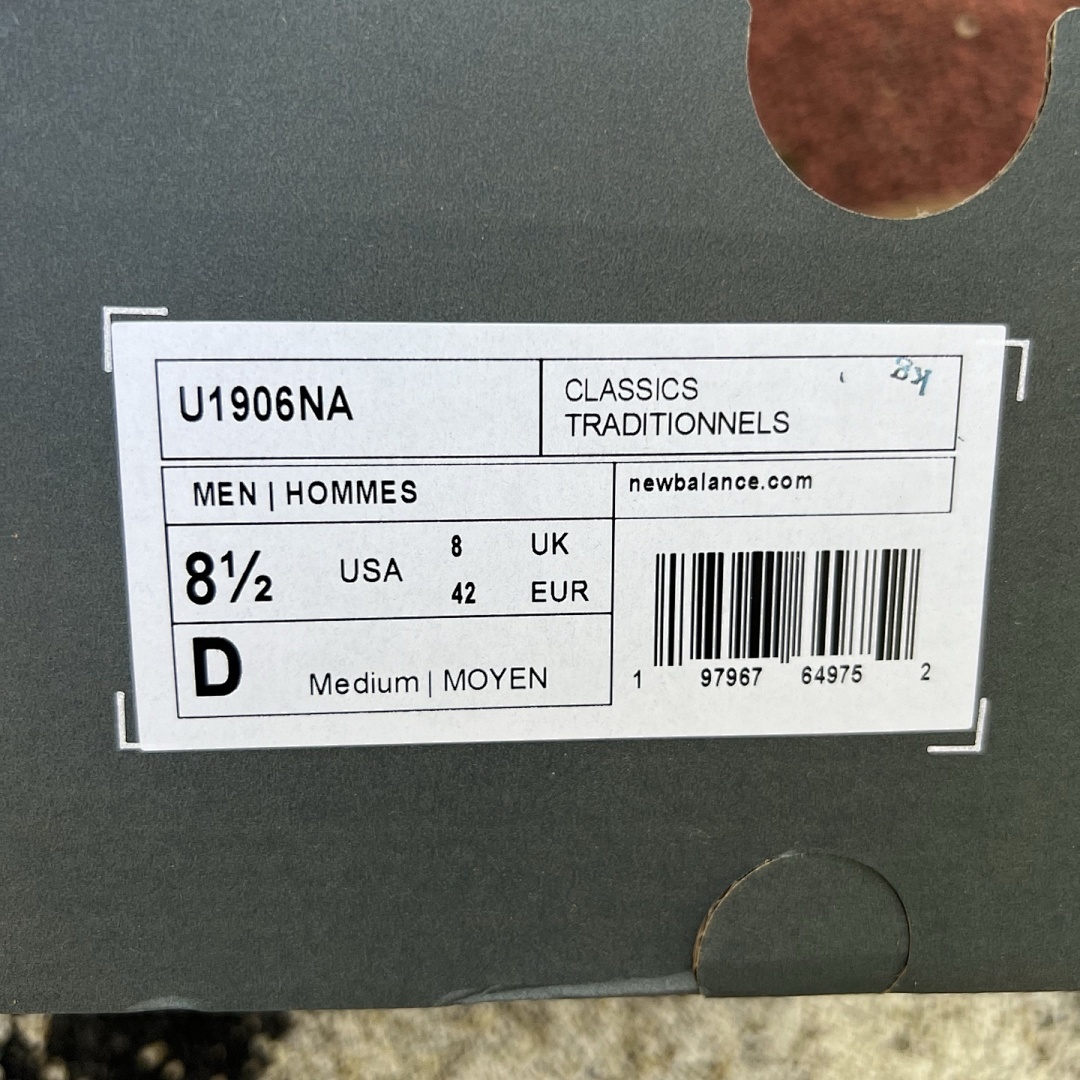 U1906NA
CLASSICS
TRADITIONNELS
kg
MEN | HOMMES
newbalance.com
8½ USA 8 UK
42 EUR
D Medium | MOYEN
1 97967 64975 2